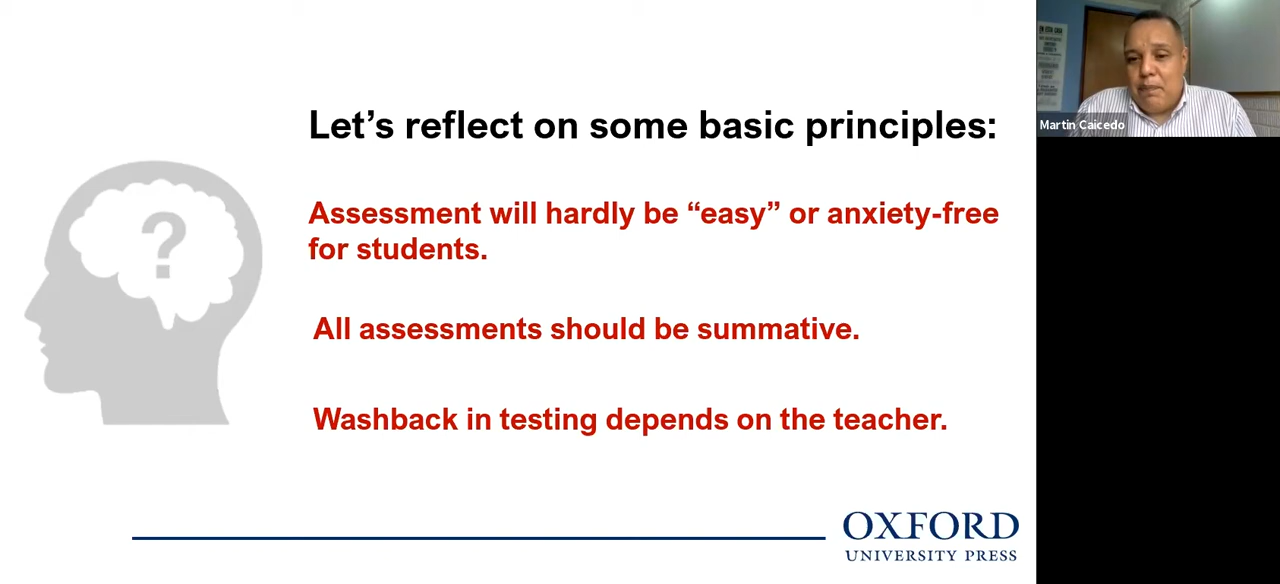 Let’s reflect on some basic principles:
Assessment will hardly be “easy” or anxiety-free
for students.
All assessments should be summative.
Washback in testing depends on the teacher.
OXFORD
UNIVERSITY PRESS
Martin Caicedo